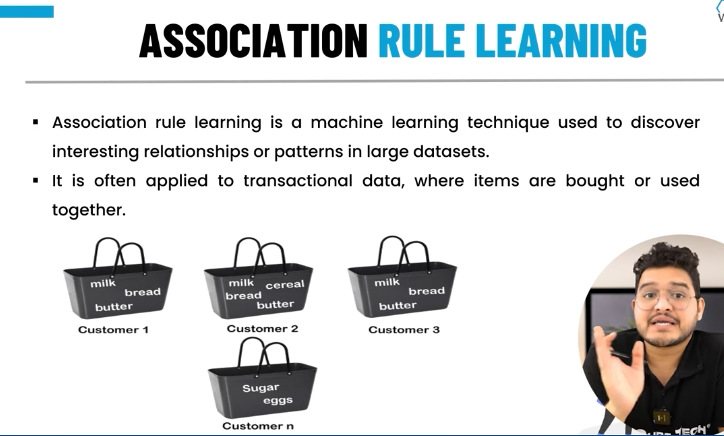 ASSOCIATION RULE LEARNING
▪ Association rule learning is a machine learning technique used to discover
interesting relationships or patterns in large datasets.
▪ It is often applied to transactional data, where items are bought or used
together.
milk
bread
butter
Customer 1
milk cereal
bread
butter
Customer 2
milk
bread
butter
Customer 3
Sugar
eggs
Customer n